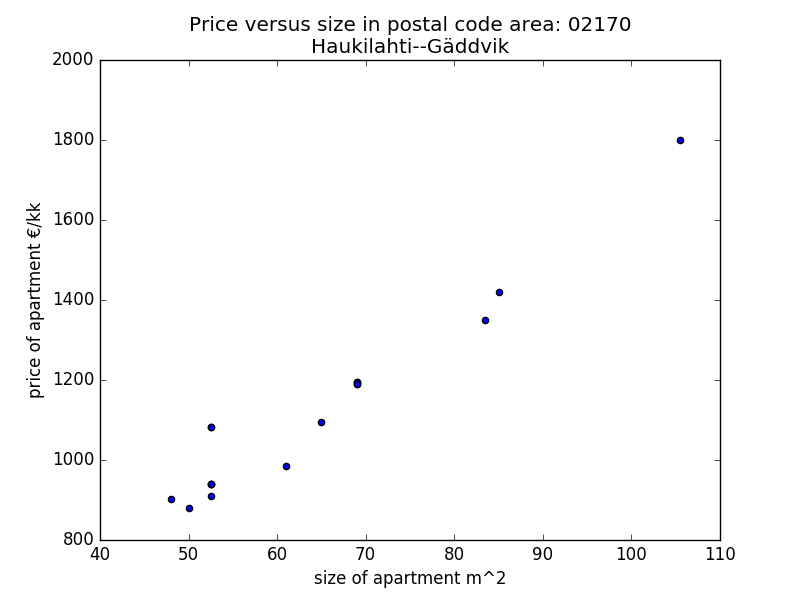 Price versus size in postal code area: 02170
Haukilahti--Gäddvik
2000
1800
1600
1400
1200
1000
800
price of apartment €/kk
40 50 60 70 80 90 100 110
size of apartment m^2